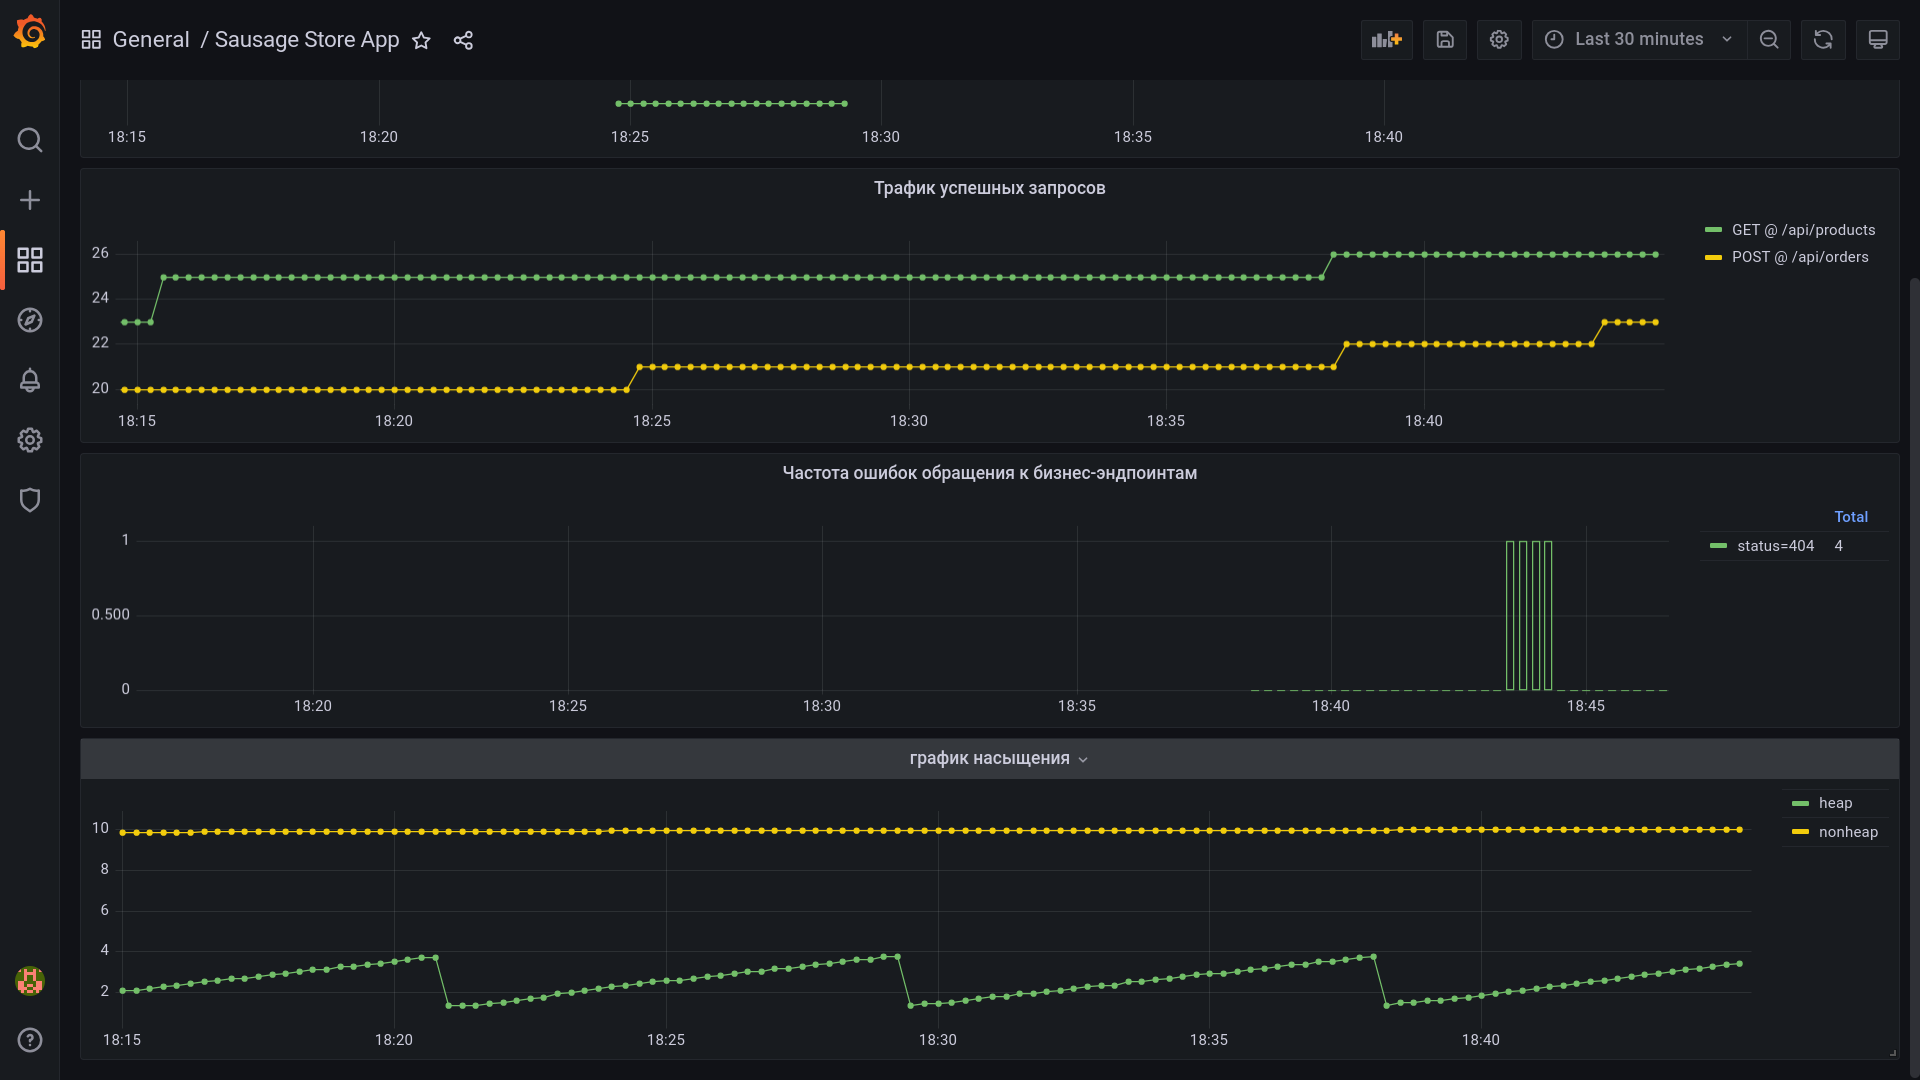 General / Sausage Store App
Last 30 minutes
18:15 18:20 18:25 18:30 18:35 18:40
Трафик успешных запросов
GET @ /api/products
POST @ /api/orders
26
24
22
20
18:15 18:20 18:25 18:30 18:35 18:40
Частота ошибок обращения к бизнес-эндпоинтам
Total
status=404 4
1
0.500
0
18:20 18:25 18:30 18:35 18:40 18:45
график насыщения
heap
nonheap
10
8
6
4
2
18:15 18:20 18:25 18:30 18:35 18:40